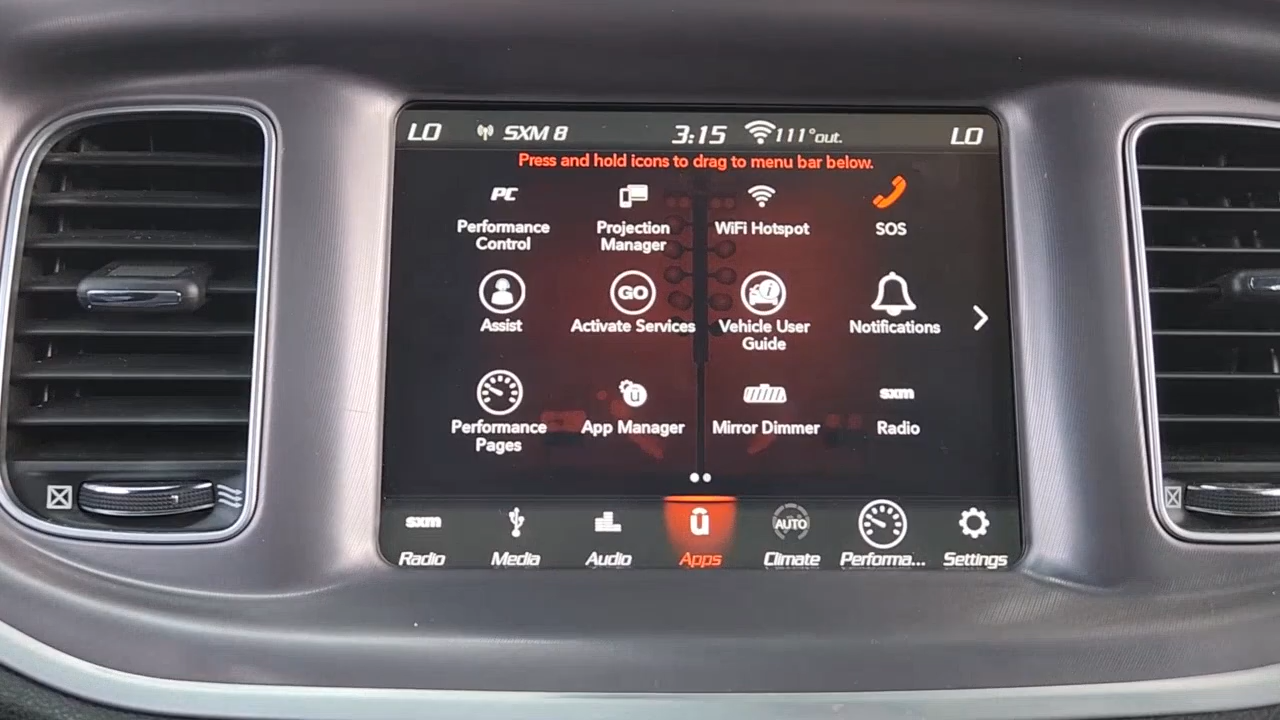 LO SXM 8 3:15 111°out. LO
Press and hold icons to drag to menu bar below.
PC
Performance
Control
Projection
Manager
WiFi Hotspot
SOS
Assist
GO
Activate Services
i
Vehicle User
Guide
Notifications
Performance
Pages
û
App Manager
Mirror Dimmer
sxm
Radio
sxm
Radio
Media
Audio
û
Apps
AUTO
Climate
Performa...
Settings